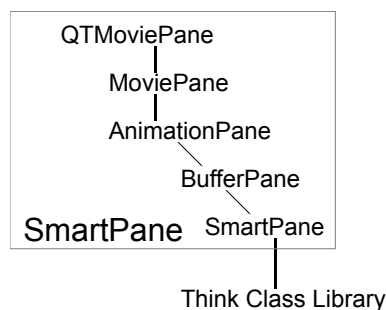 QTMoviePane
MoviePane
AnimationPane
BufferPane
SmartPane SmartPane
Think Class Library